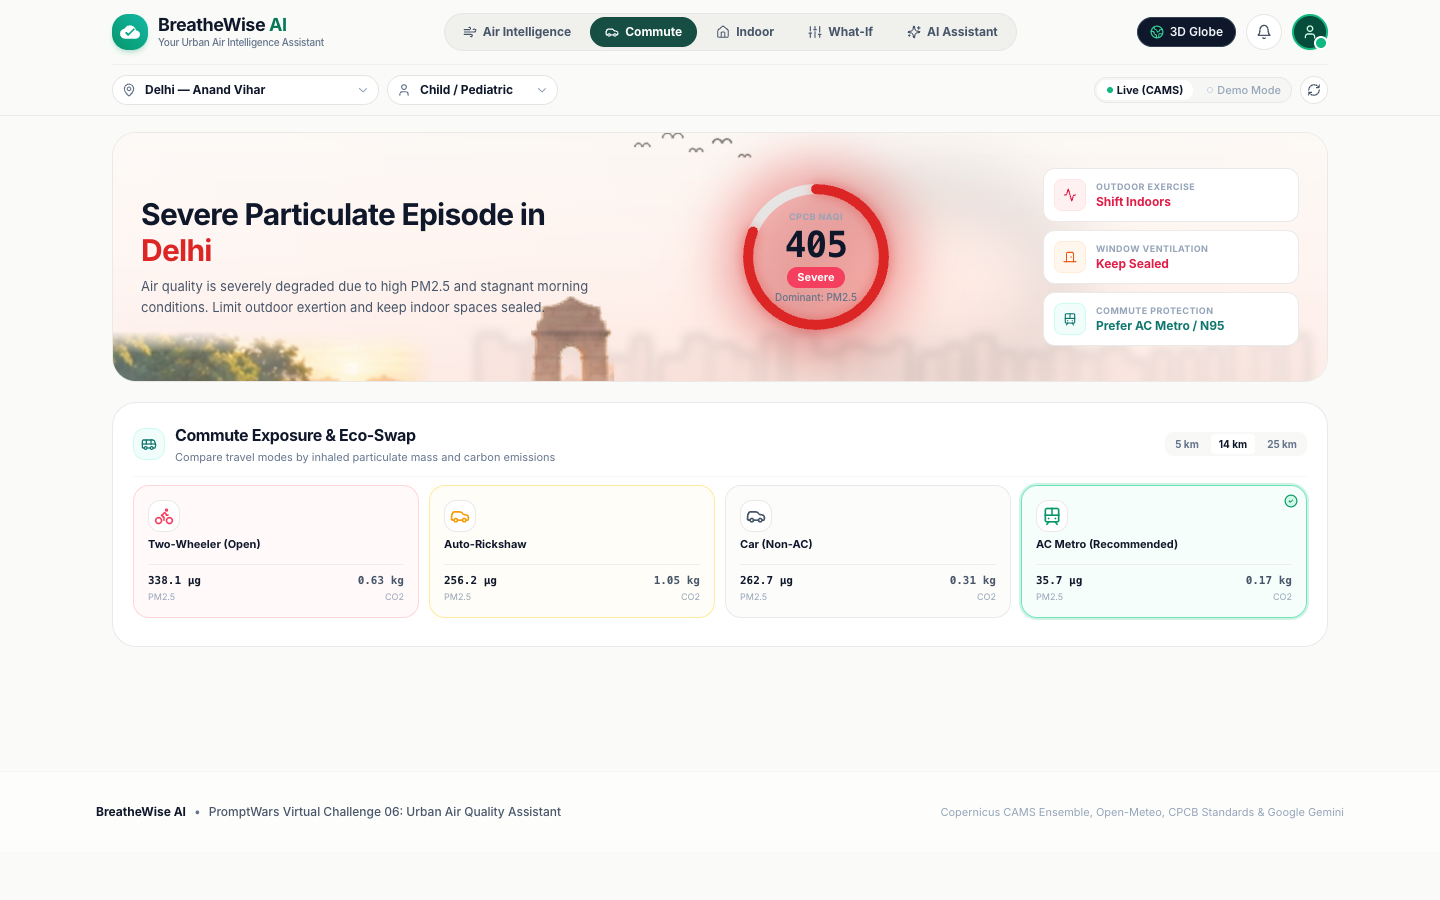 BreatheWise AI
Your Urban Air Intelligence Assistant
Air Intelligence
Commute
Indoor
What-If
AI Assistant
3D Globe
Delhi — Anand Vihar
Child / Pediatric
Live (CAMS)
Demo Mode
Severe Particulate Episode in
Delhi
Air quality is severely degraded due to high PM2.5 and stagnant morning
conditions. Limit outdoor exertion and keep indoor spaces sealed.
CPCB NAQI
405
Severe
Dominant: PM2.5
OUTDOOR EXERCISE
Shift Indoors
WINDOW VENTILATION
Keep Sealed
COMMUTE PROTECTION
Prefer AC Metro / N95
Commute Exposure & Eco-Swap
Compare travel modes by inhaled particulate mass and carbon emissions
5 km
14 km
25 km
Two-Wheeler (Open)
338.1 µg
0.63 kg
PM2.5
CO2
Auto-Rickshaw
256.2 µg
1.05 kg
PM2.5
CO2
Car (Non-AC)
262.7 µg
0.31 kg
PM2.5
CO2
AC Metro (Recommended)
35.7 µg
0.17 kg
PM2.5
CO2
BreatheWise AI • PromptWars Virtual Challenge 06: Urban Air Quality Assistant
Copernicus CAMS Ensemble, Open-Meteo, CPCB Standards & Google Gemini